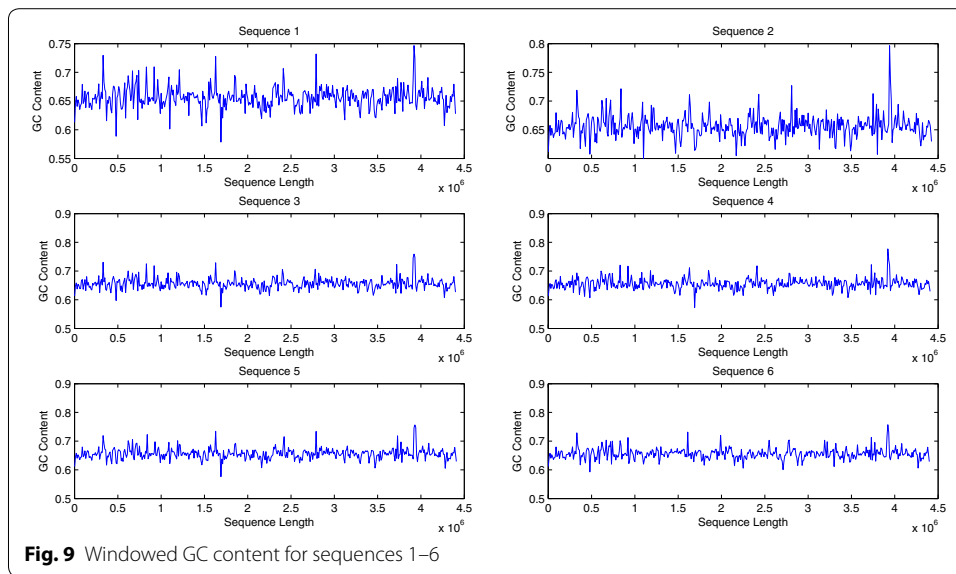 Sequence 1
0.75
0.7
0.65
0.6
0.55
GC Content
0 0.5 1 1.5 2 2.5 3 3.5 4 4.5
Sequence Length
x 10^6
Sequence 2
0.8
0.75
0.7
0.65
GC Content
0 0.5 1 1.5 2 2.5 3 3.5 4 4.5
Sequence Length
x 10^6
Sequence 3
0.9
0.8
0.7
0.6
0.5
GC Content
0 0.5 1 1.5 2 2.5 3 3.5 4 4.5
Sequence Length
x 10^6
Sequence 4
0.9
0.8
0.7
0.6
0.5
GC Content
0 0.5 1 1.5 2 2.5 3 3.5 4 4.5
Sequence Length
x 10^6
Sequence 5
0.9
0.8
0.7
0.6
0.5
GC Content
0 0.5 1 1.5 2 2.5 3 3.5 4 4.5
Sequence Length
x 10^6
Sequence 6
0.9
0.8
0.7
0.6
0.5
GC Content
0 0.5 1 1.5 2 2.5 3 3.5 4 4.5
Sequence Length
x 10^6
Fig. 9 Windowed GC content for sequences 1–6